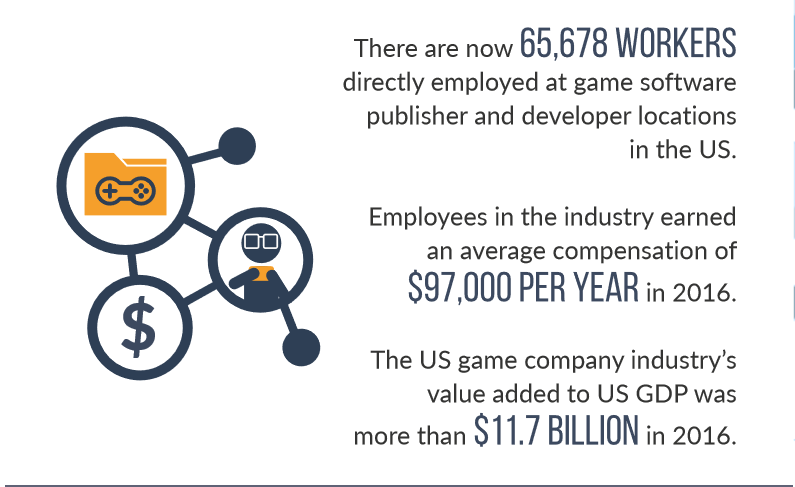 There are now 65,678 WORKERS
directly employed at game software
publisher and developer locations
in the US.
Employees in the industry earned
an average compensation of
$97,000 PER YEAR in 2016.
The US game company industry's
value added to US GDP was
more than $11.7 BILLION in 2016.
$